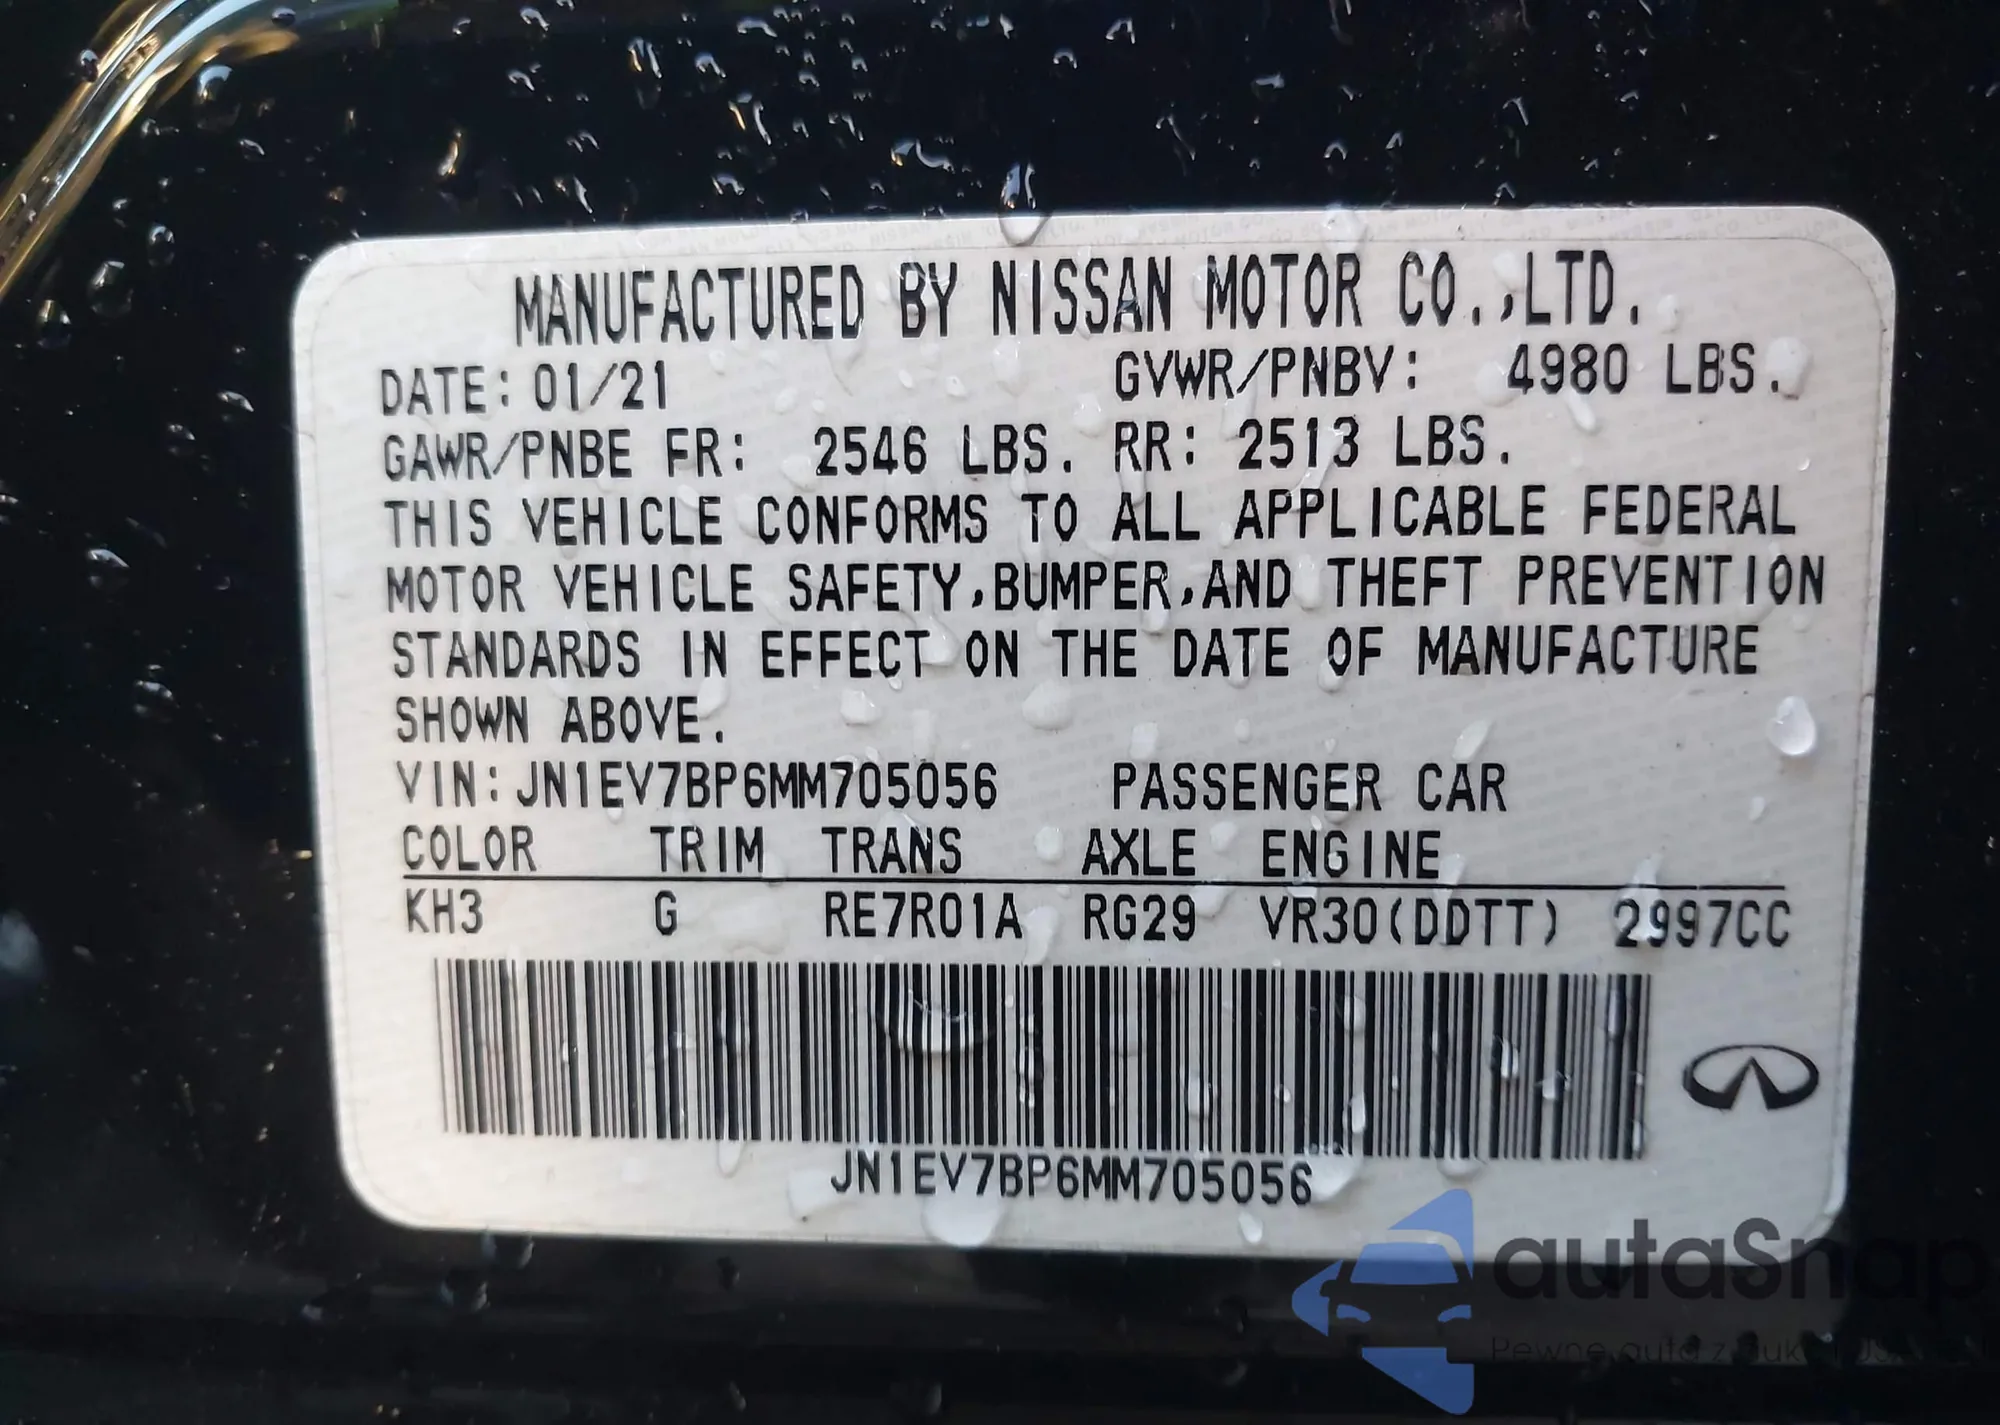 MANUFACTURED BY NISSAN MOTOR CO.,LTD.
DATE: 01/21 GVWR/PNBV: 4980 LBS.
GAWR/PNBE FR: 2546 LBS. RR: 2513 LBS.
THIS VEHICLE CONFORMS TO ALL APPLICABLE FEDERAL
MOTOR VEHICLE SAFETY,BUMPER,AND THEFT PREVENTION
STANDARDS IN EFFECT ON THE DATE OF MANUFACTURE
SHOWN ABOVE.
VIN: JN1EV7BP6MM705056 PASSENGER CAR
COLOR TRIM TRANS AXLE ENGINE
KH3 G RE7R01A RG29 VR30(DDTT) 2997CC
JN1EV7BP6MM705056
autaSnap
Pewne auta z